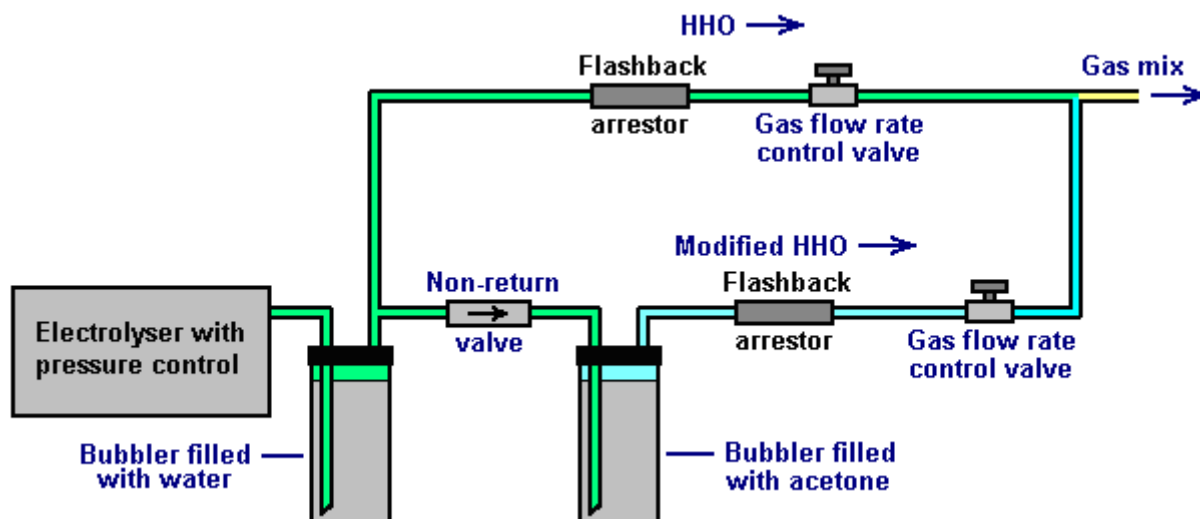 HHO
Flashback
arrestor
Gas flow rate
control valve
Gas mix
Modified HHO
Flashback
arrestor
Gas flow rate
control valve
Non-return
valve
Electrolyser with
pressure control
Bubbler filled
with water
Bubbler filled
with acetone